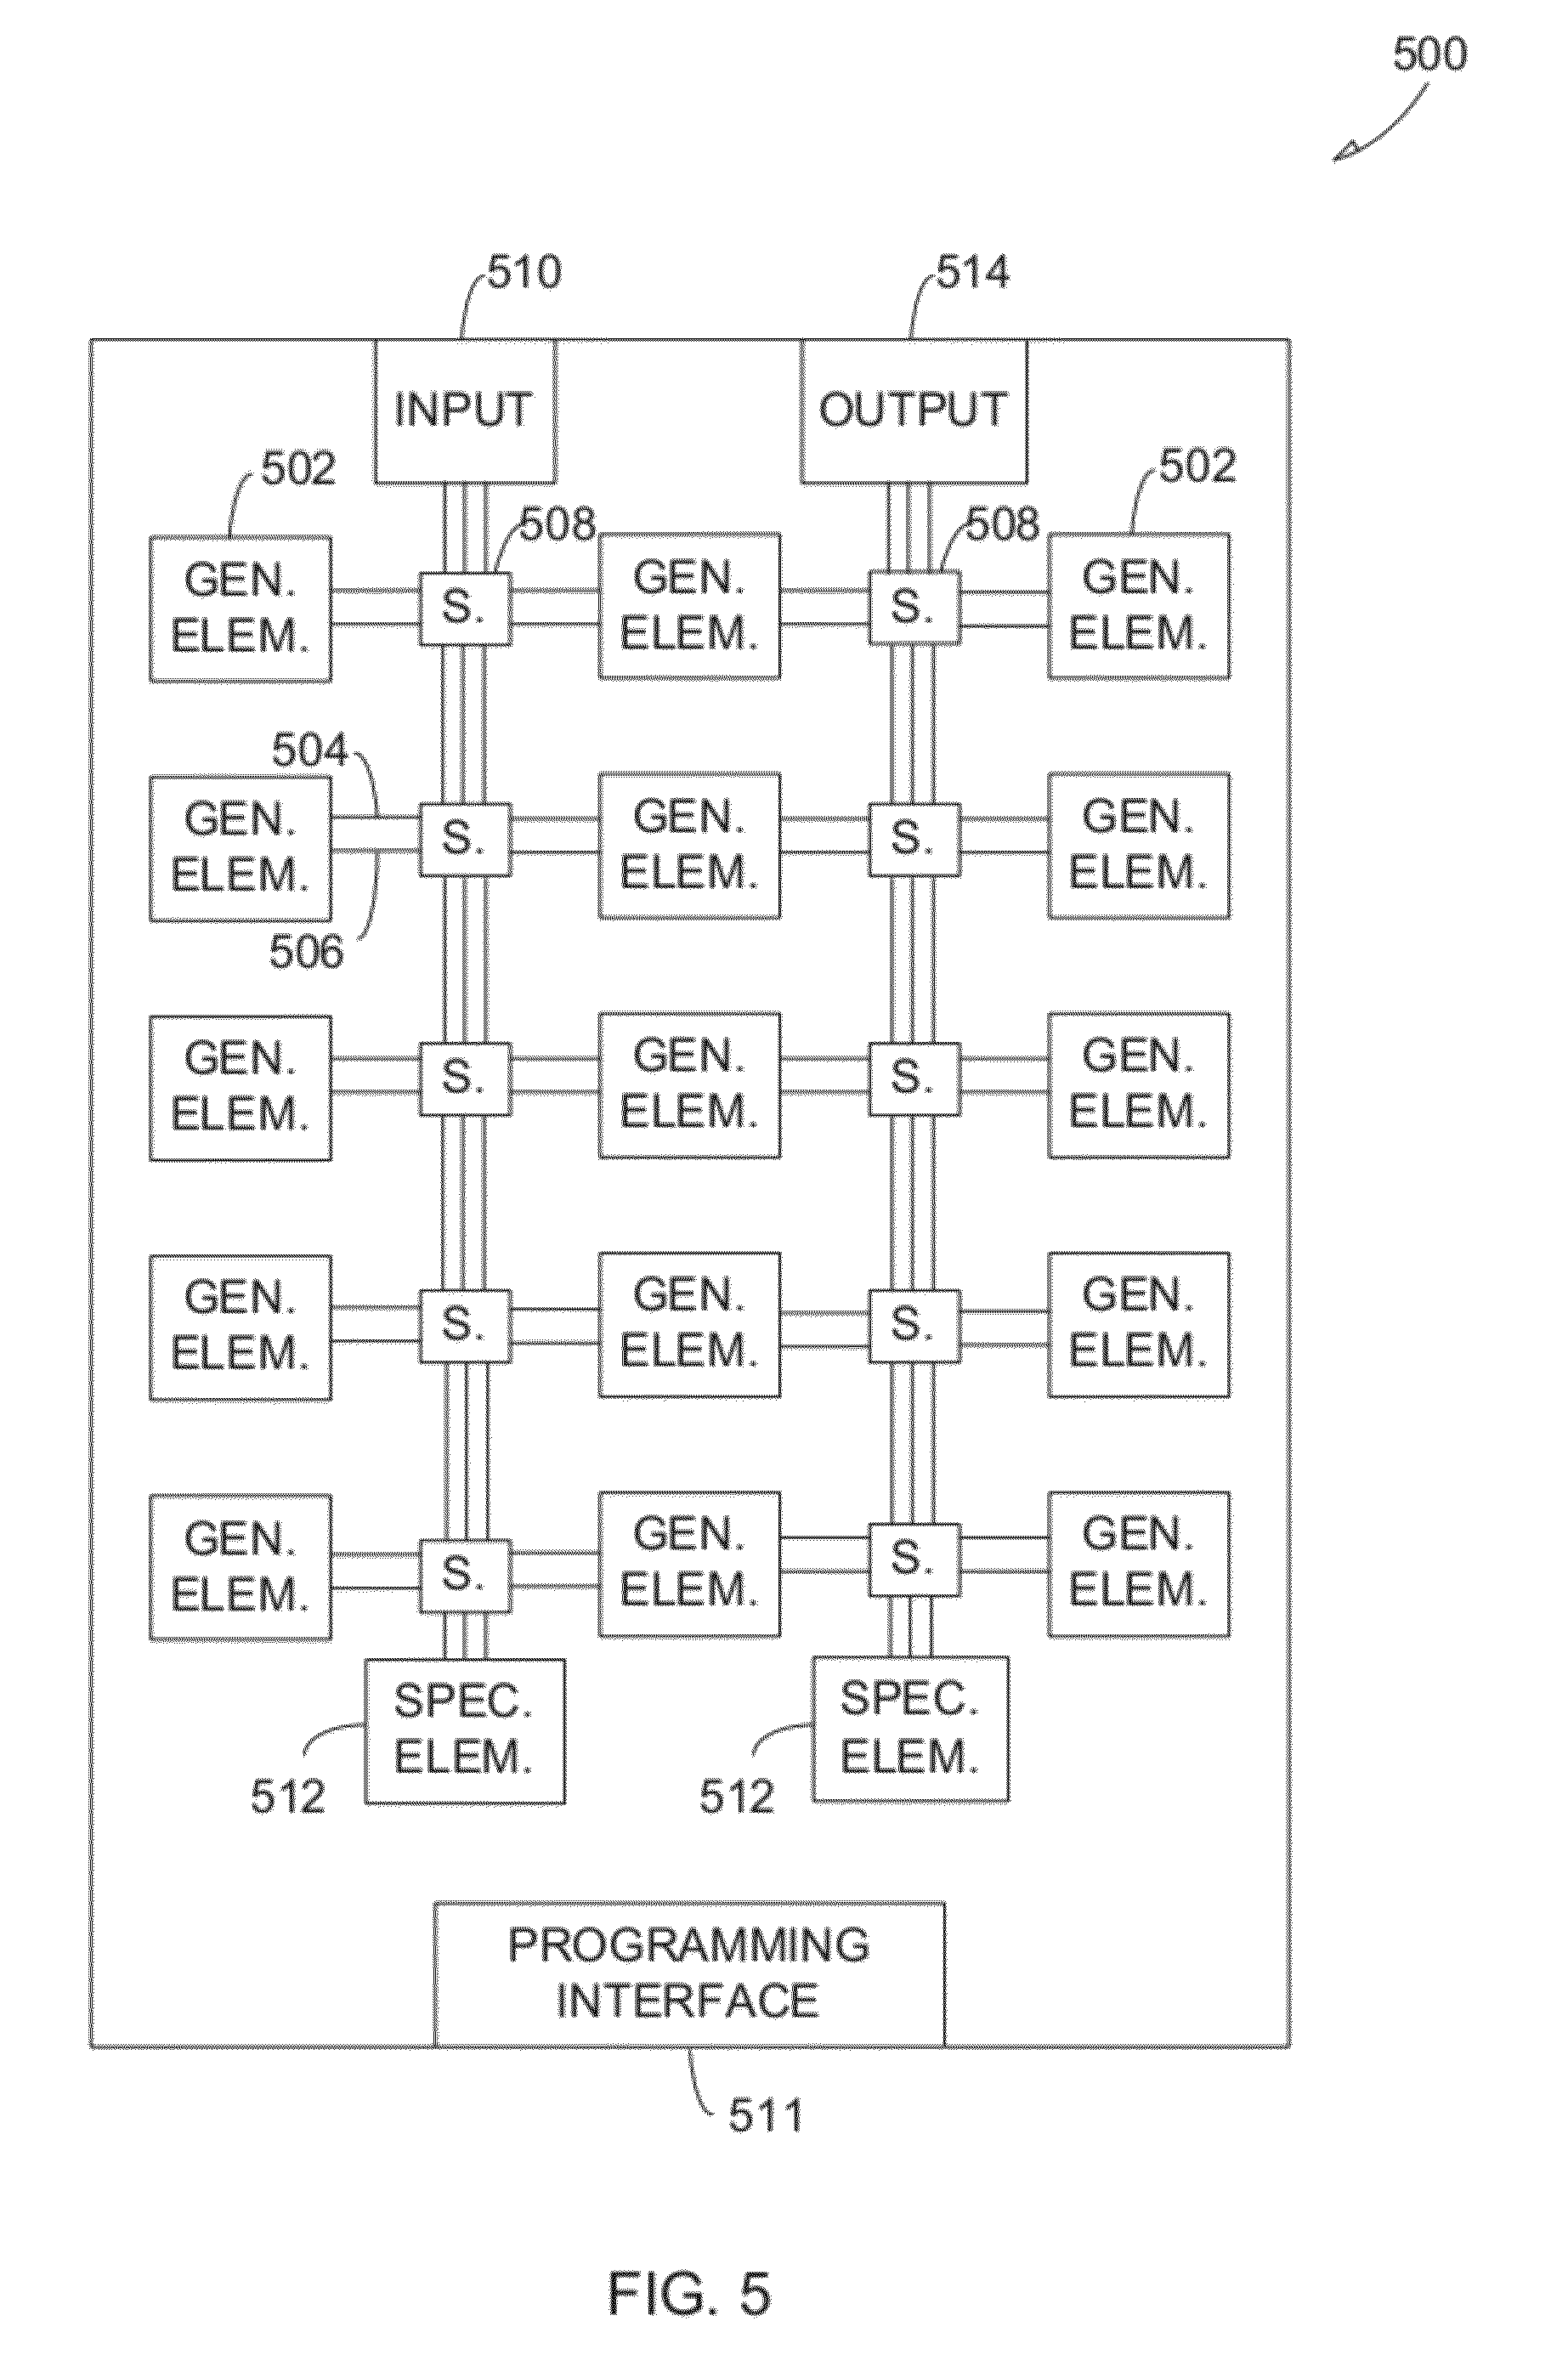 500
510 514
INPUT OUTPUT
502 502
508 508
GEN. GEN. GEN.
S. S.
ELEM. ELEM. ELEM.
504
GEN. GEN. GEN.
S. S.
ELEM. ELEM. ELEM.
506
GEN. GEN. GEN.
S. S.
ELEM. ELEM. ELEM.
GEN. GEN. GEN.
S. S.
ELEM. ELEM. ELEM.
GEN. GEN. GEN.
S. S.
ELEM. ELEM. ELEM.
SPEC. SPEC.
ELEM. ELEM.
512 512
PROGRAMMING
INTERFACE
511
FIG. 5